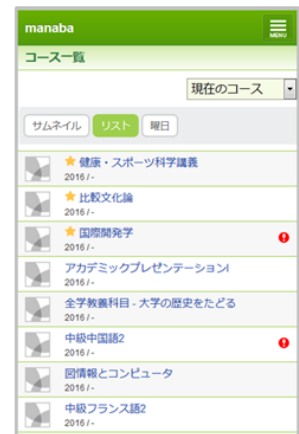 manaba
MENU
コース一覧
現在のコース
サムネイル リスト 曜日
健康・スポーツ科学講義
2016 / -
比較文化論
2016 / -
国際開発学
2016 / -
アカデミックプレゼンテーションI
2016 / -
全学教養科目 - 大学の歴史をたどる
2016 / -
中級中国語2
2016 / -
図情報とコンピュータ
2016 / -
中級フランス語2
2016 / -